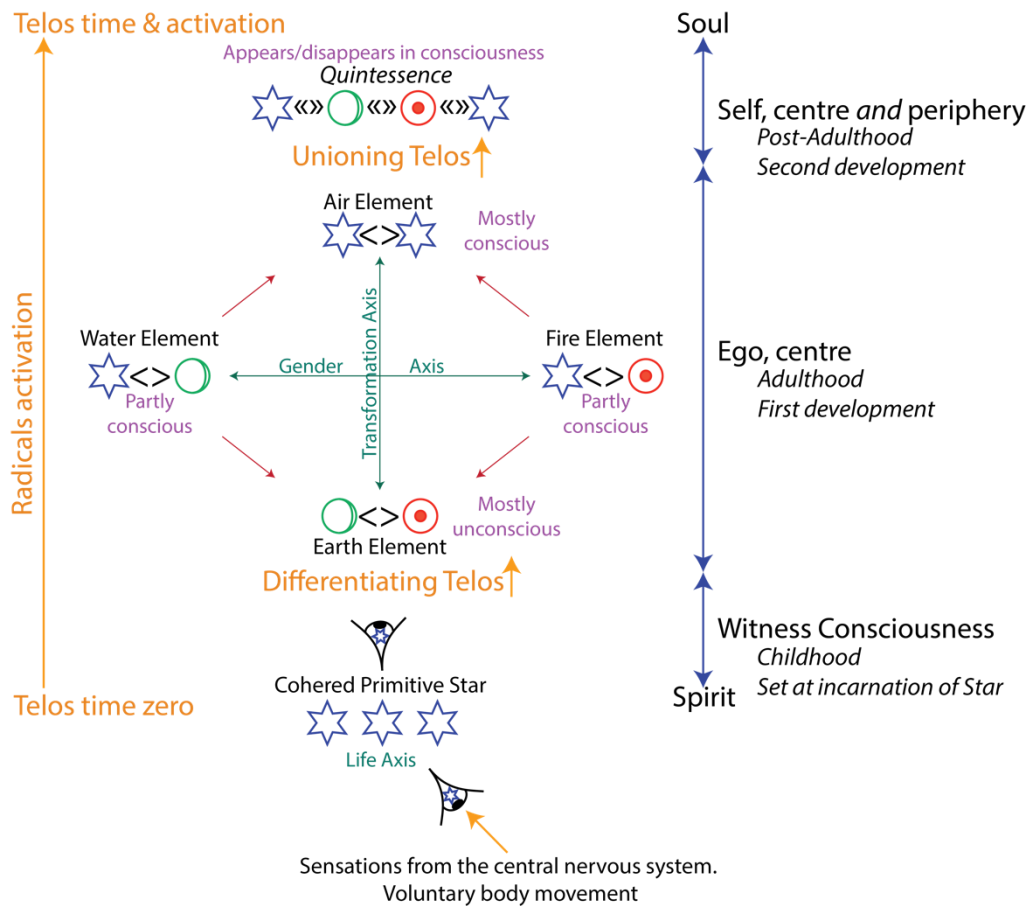 Telos time & activation
Soul
Appears/disappears in consciousness
Quintessence
«» «» «»
Self, centre and periphery
Post-Adulthood
Second development
Unioning Telos
Air Element
< >
Mostly
conscious
Radicals activation
Transformation Axis
Water Element
< >
Partly
conscious
Gender Axis
Fire Element
< >
Partly
conscious
Ego, centre
Adulthood
First development
< >
Earth Element
Mostly
unconscious
Differentiating Telos
Witness Consciousness
Childhood
Set at incarnation of Star
Cohered Primitive Star
Telos time zero
Spirit
Life Axis
Sensations from the central nervous system.
Voluntary body movement